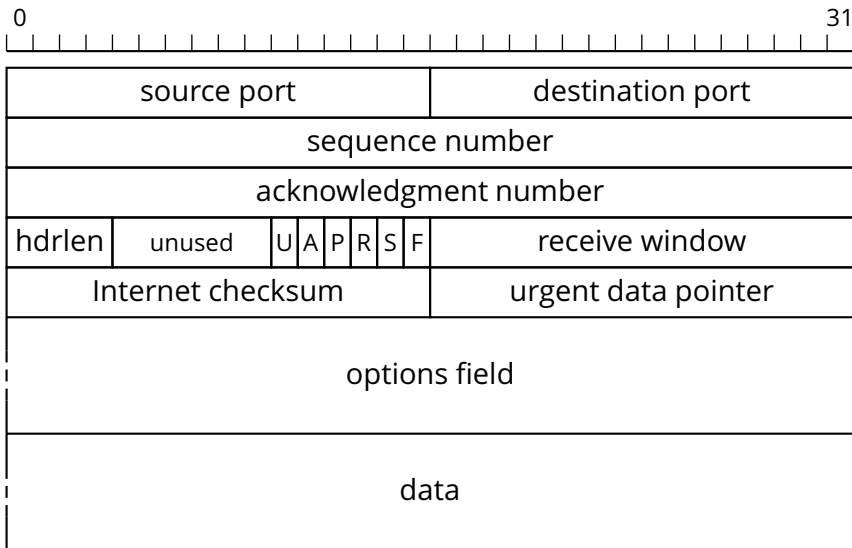 0 31
source port destination port
sequence number
acknowledgment number
hdrlen unused U A P R S F receive window
Internet checksum urgent data pointer
options field
data